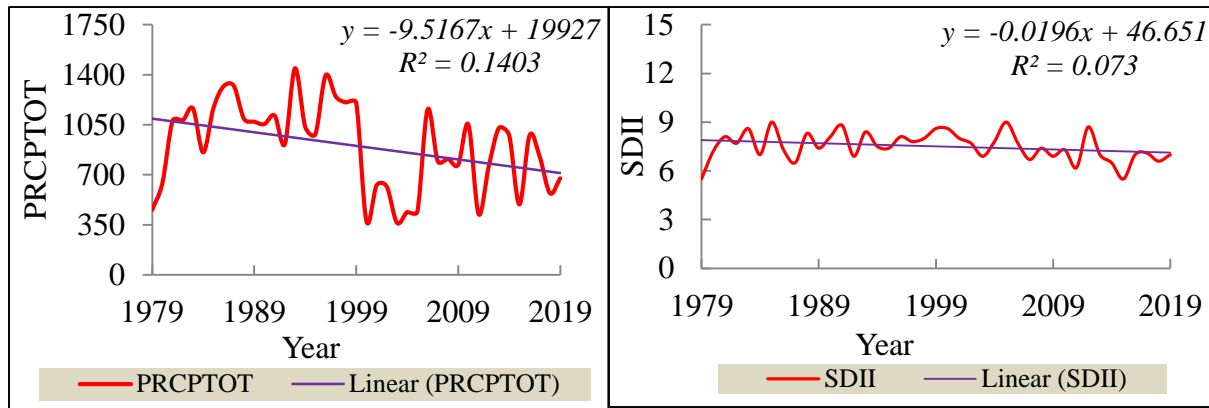 y = -9.5167x + 19927
R² = 0.1403
1750
1400
1050
700
350
0
PRCPTOT
1979 1989 1999 2009 2019
Year
PRCPTOT Linear (PRCPTOT)
y = -0.0196x + 46.651
R² = 0.073
15
12
9
6
3
0
SDII
1979 1989 1999 2009 2019
Year
SDII Linear (SDII)